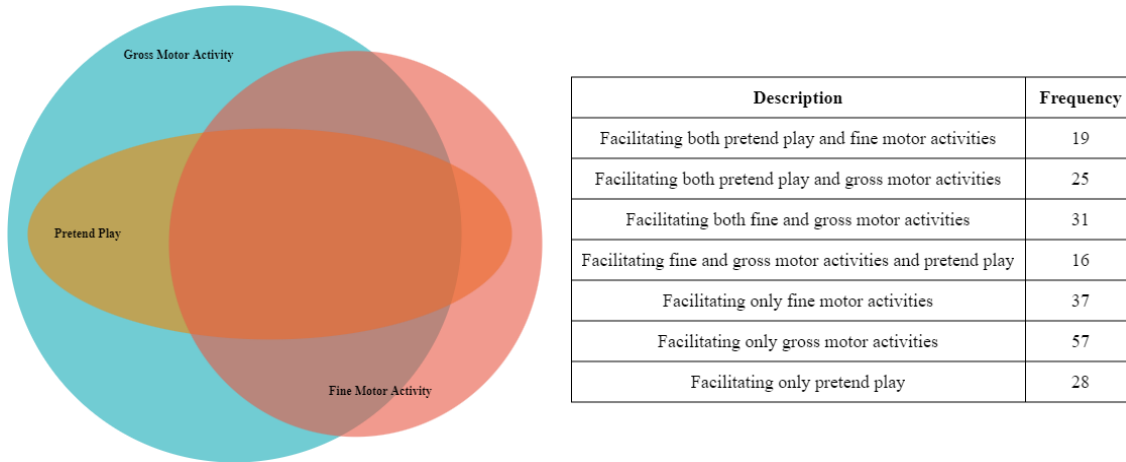 Gross Motor Activity
Pretend Play
Fine Motor Activity
Description Frequency
Facilitating both pretend play and fine motor activities 19
Facilitating both pretend play and gross motor activities 25
Facilitating both fine and gross motor activities 31
Facilitating fine and gross motor activities and pretend play 16
Facilitating only fine motor activities 37
Facilitating only gross motor activities 57
Facilitating only pretend play 28